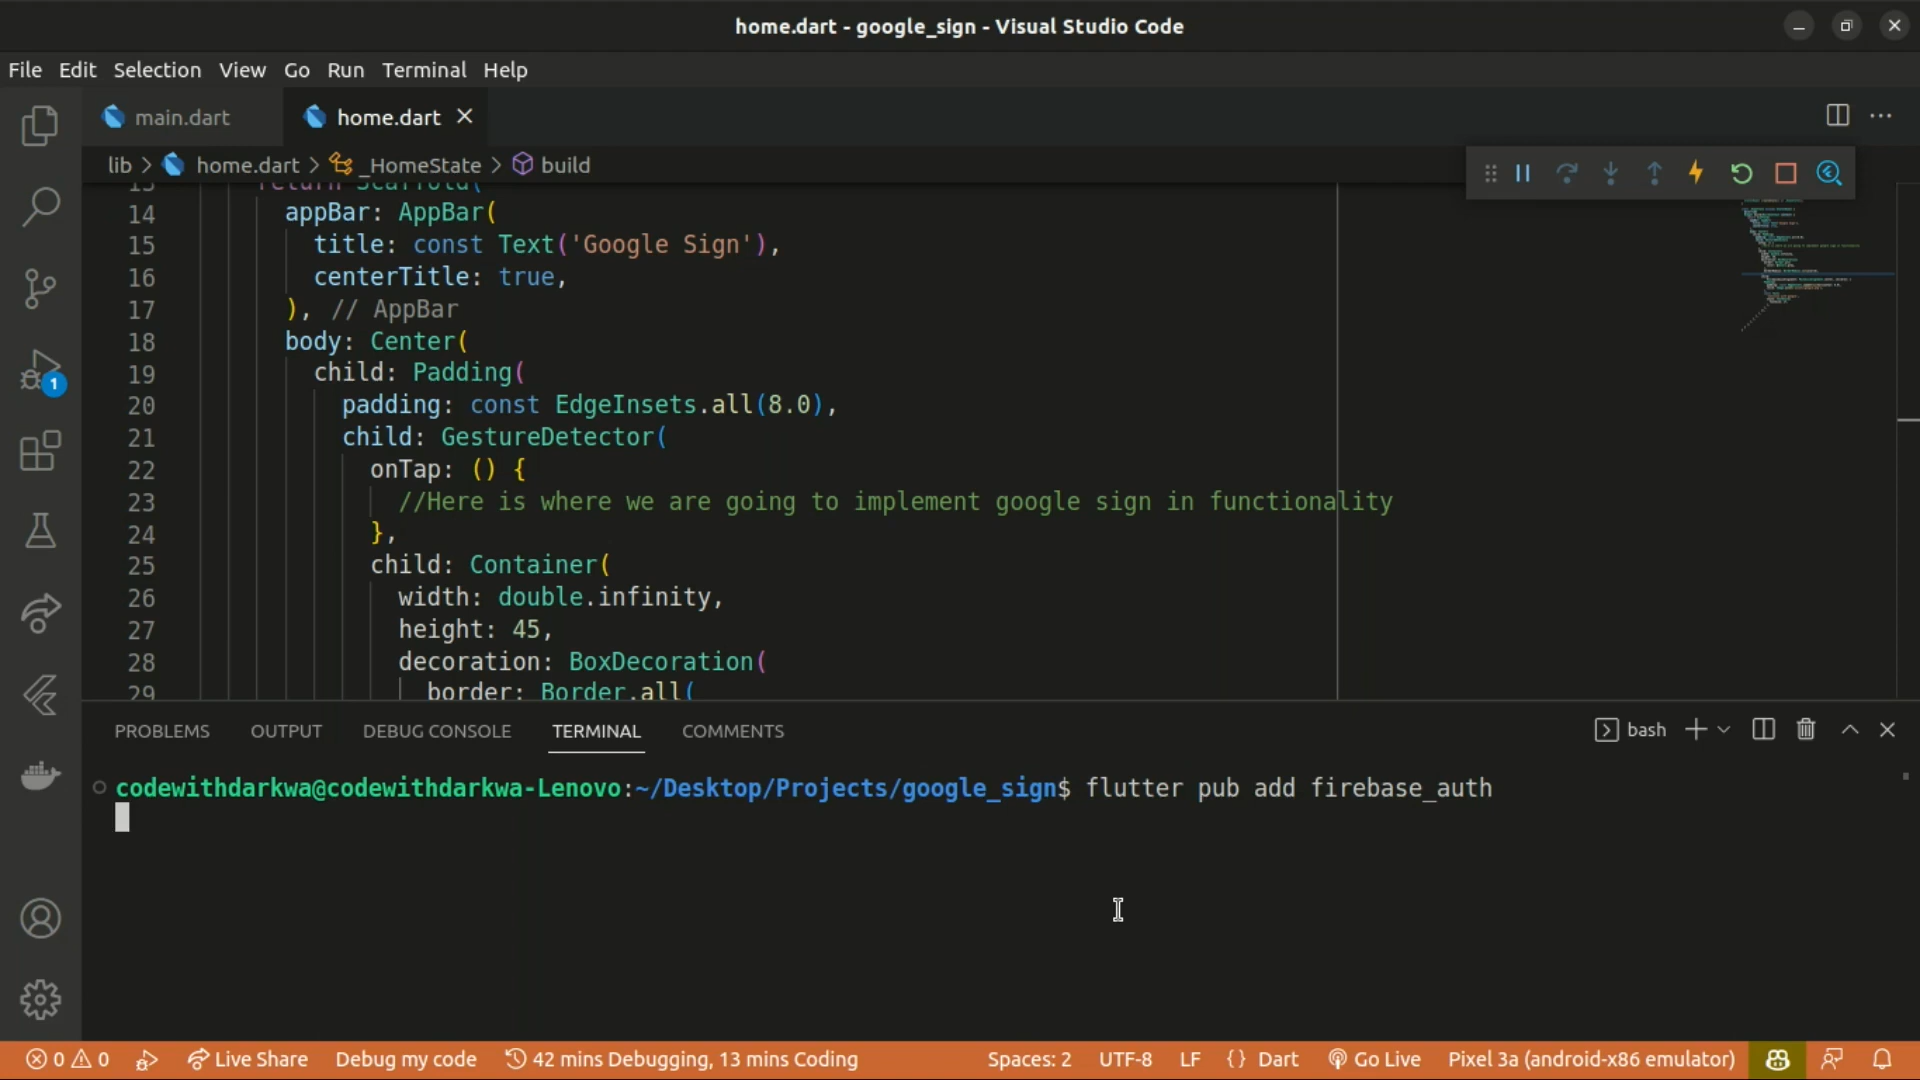 home.dart - google_sign - Visual Studio Code
File Edit Selection View Go Run Terminal Help
main.dart home.dart
lib > home.dart > _HomeState > build
13 return Scaffold(
14 appBar: AppBar(
15 title: const Text('Google Sign'),
16 centerTitle: true,
17 ), // AppBar
18 body: Center(
19 child: Padding(
20 padding: const EdgeInsets.all(8.0),
21 child: GestureDetector(
22 onTap: () {
23 //Here is where we are going to implement google sign in functionality
24 },
25 child: Container(
26 width: double.infinity,
27 height: 45,
28 decoration: BoxDecoration(
29 border: Border.all(
1
PROBLEMS OUTPUT DEBUG CONSOLE TERMINAL COMMENTS bash
codewithdarkwa@codewithdarkwa-Lenovo:~/Desktop/Projects/google_sign$ flutter pub add firebase_auth
0 0 Live Share Debug my code 42 mins Debugging, 13 mins Coding Spaces: 2 UTF-8 LF {} Dart Go Live Pixel 3a (android-x86 emulator)